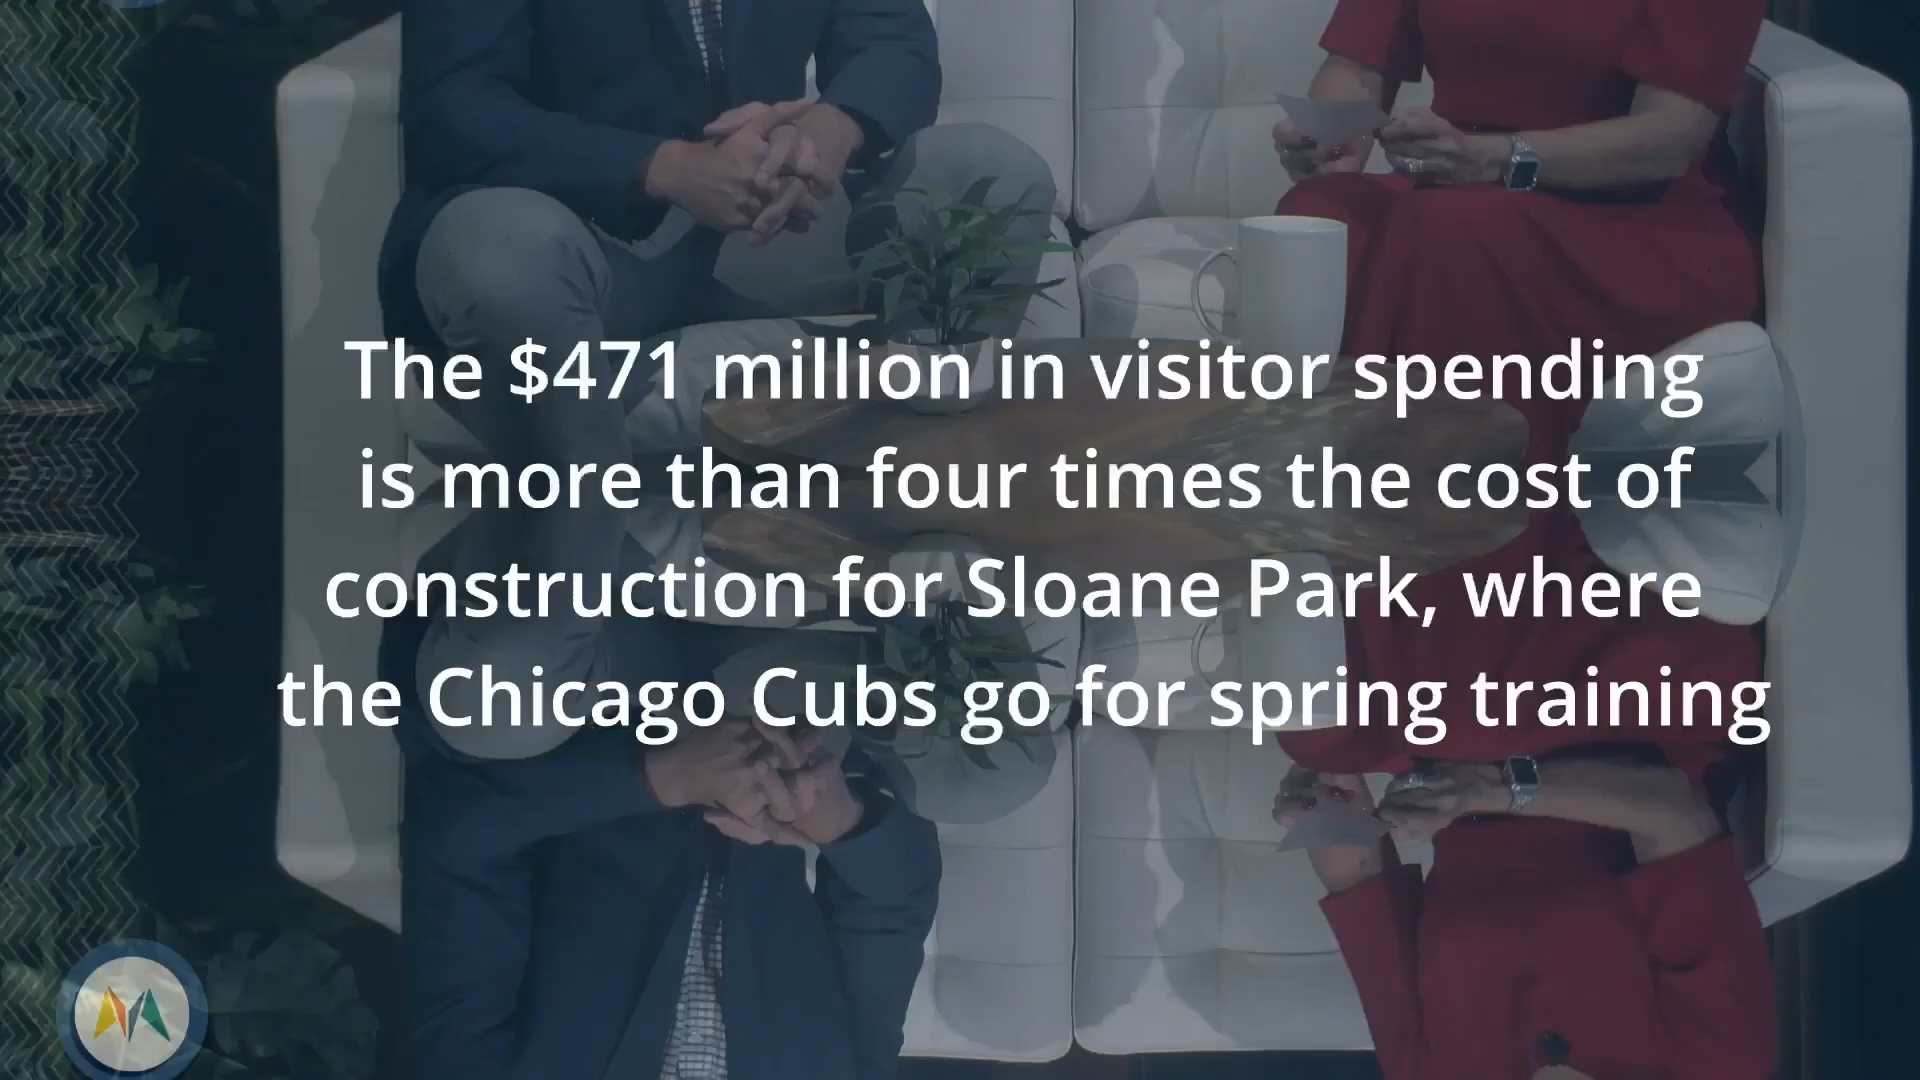 The $471 million in visitor spending
is more than four times the cost of
construction for Sloane Park, where
the Chicago Cubs go for spring training